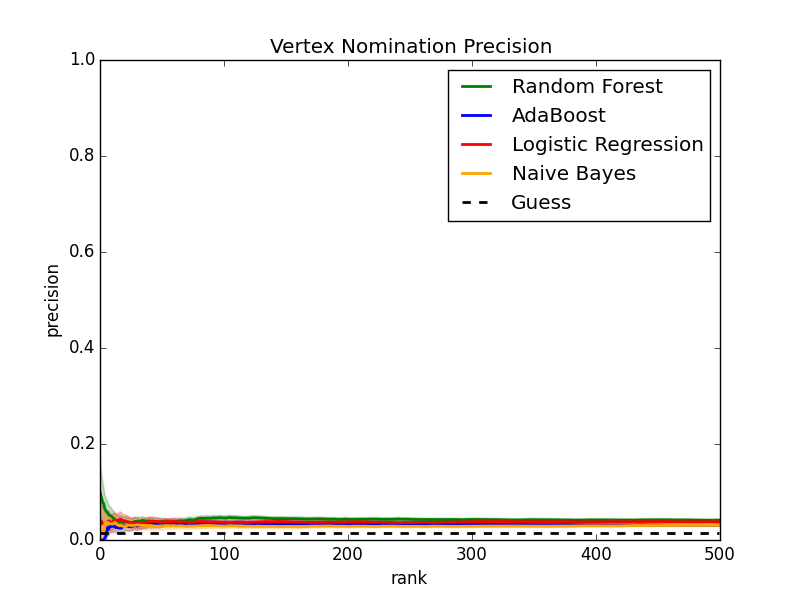 Vertex Nomination Precision
1.0
0.8
0.6
0.4
0.2
0.0
precision
Random Forest
AdaBoost
Logistic Regression
Naive Bayes
Guess
0 100 200 300 400 500
rank